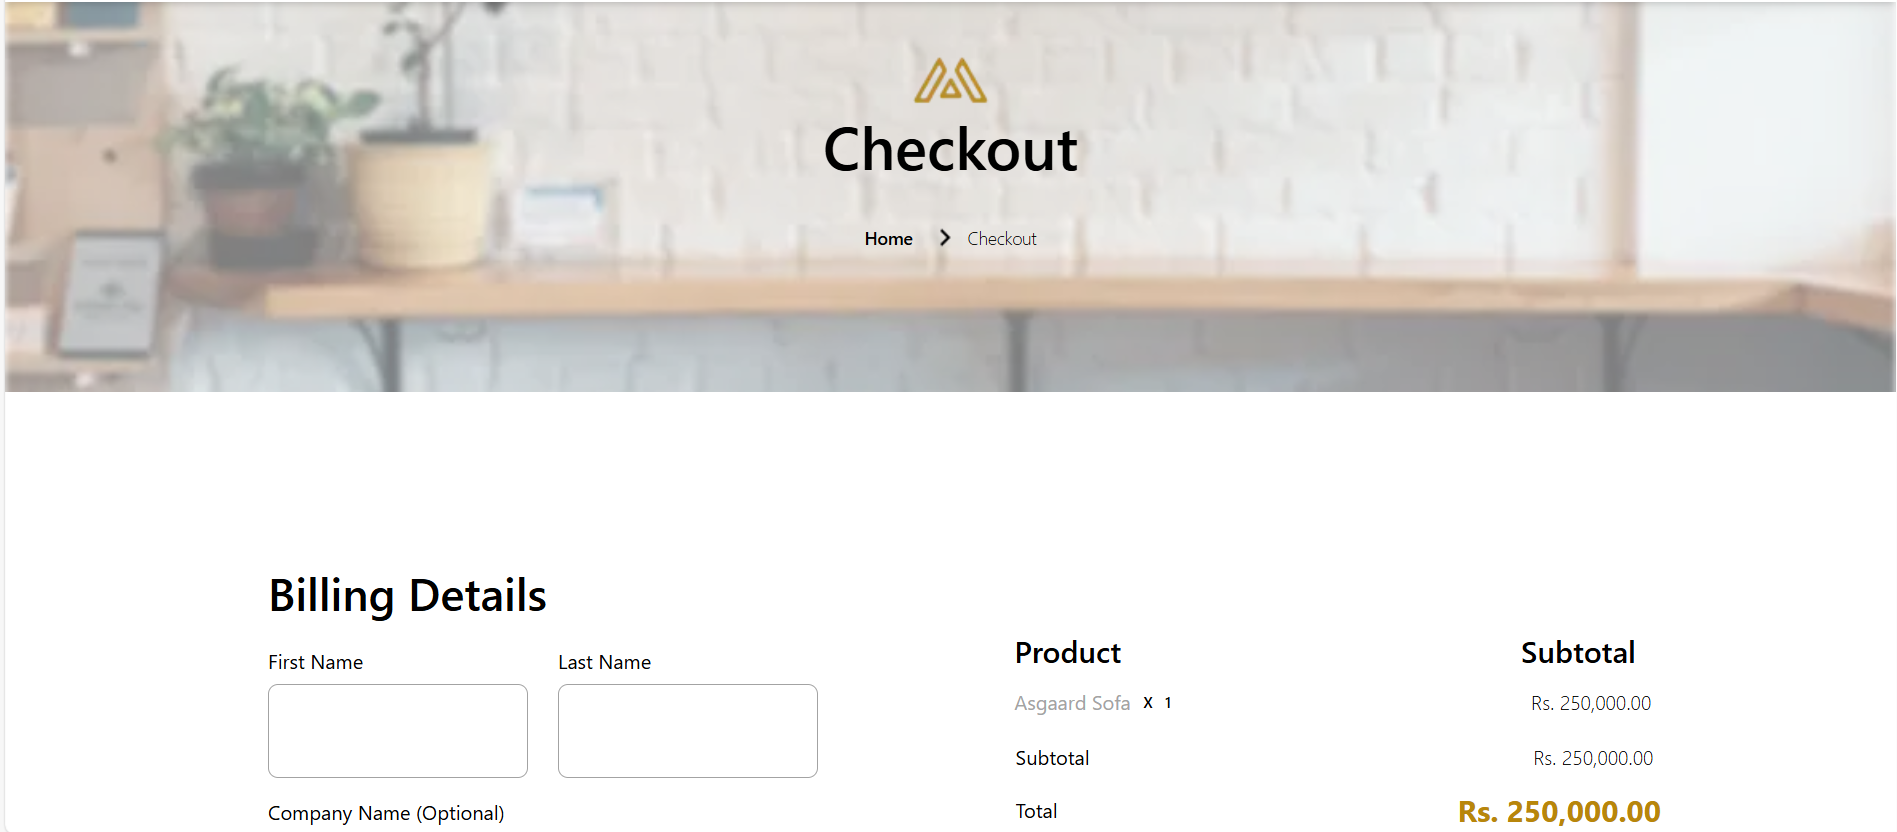 Checkout
Home > Checkout
Billing Details
First Name
Last Name
Company Name (Optional)
Product
Subtotal
Asgaard Sofa X 1
Rs. 250,000.00
Subtotal
Rs. 250,000.00
Total
Rs. 250,000.00